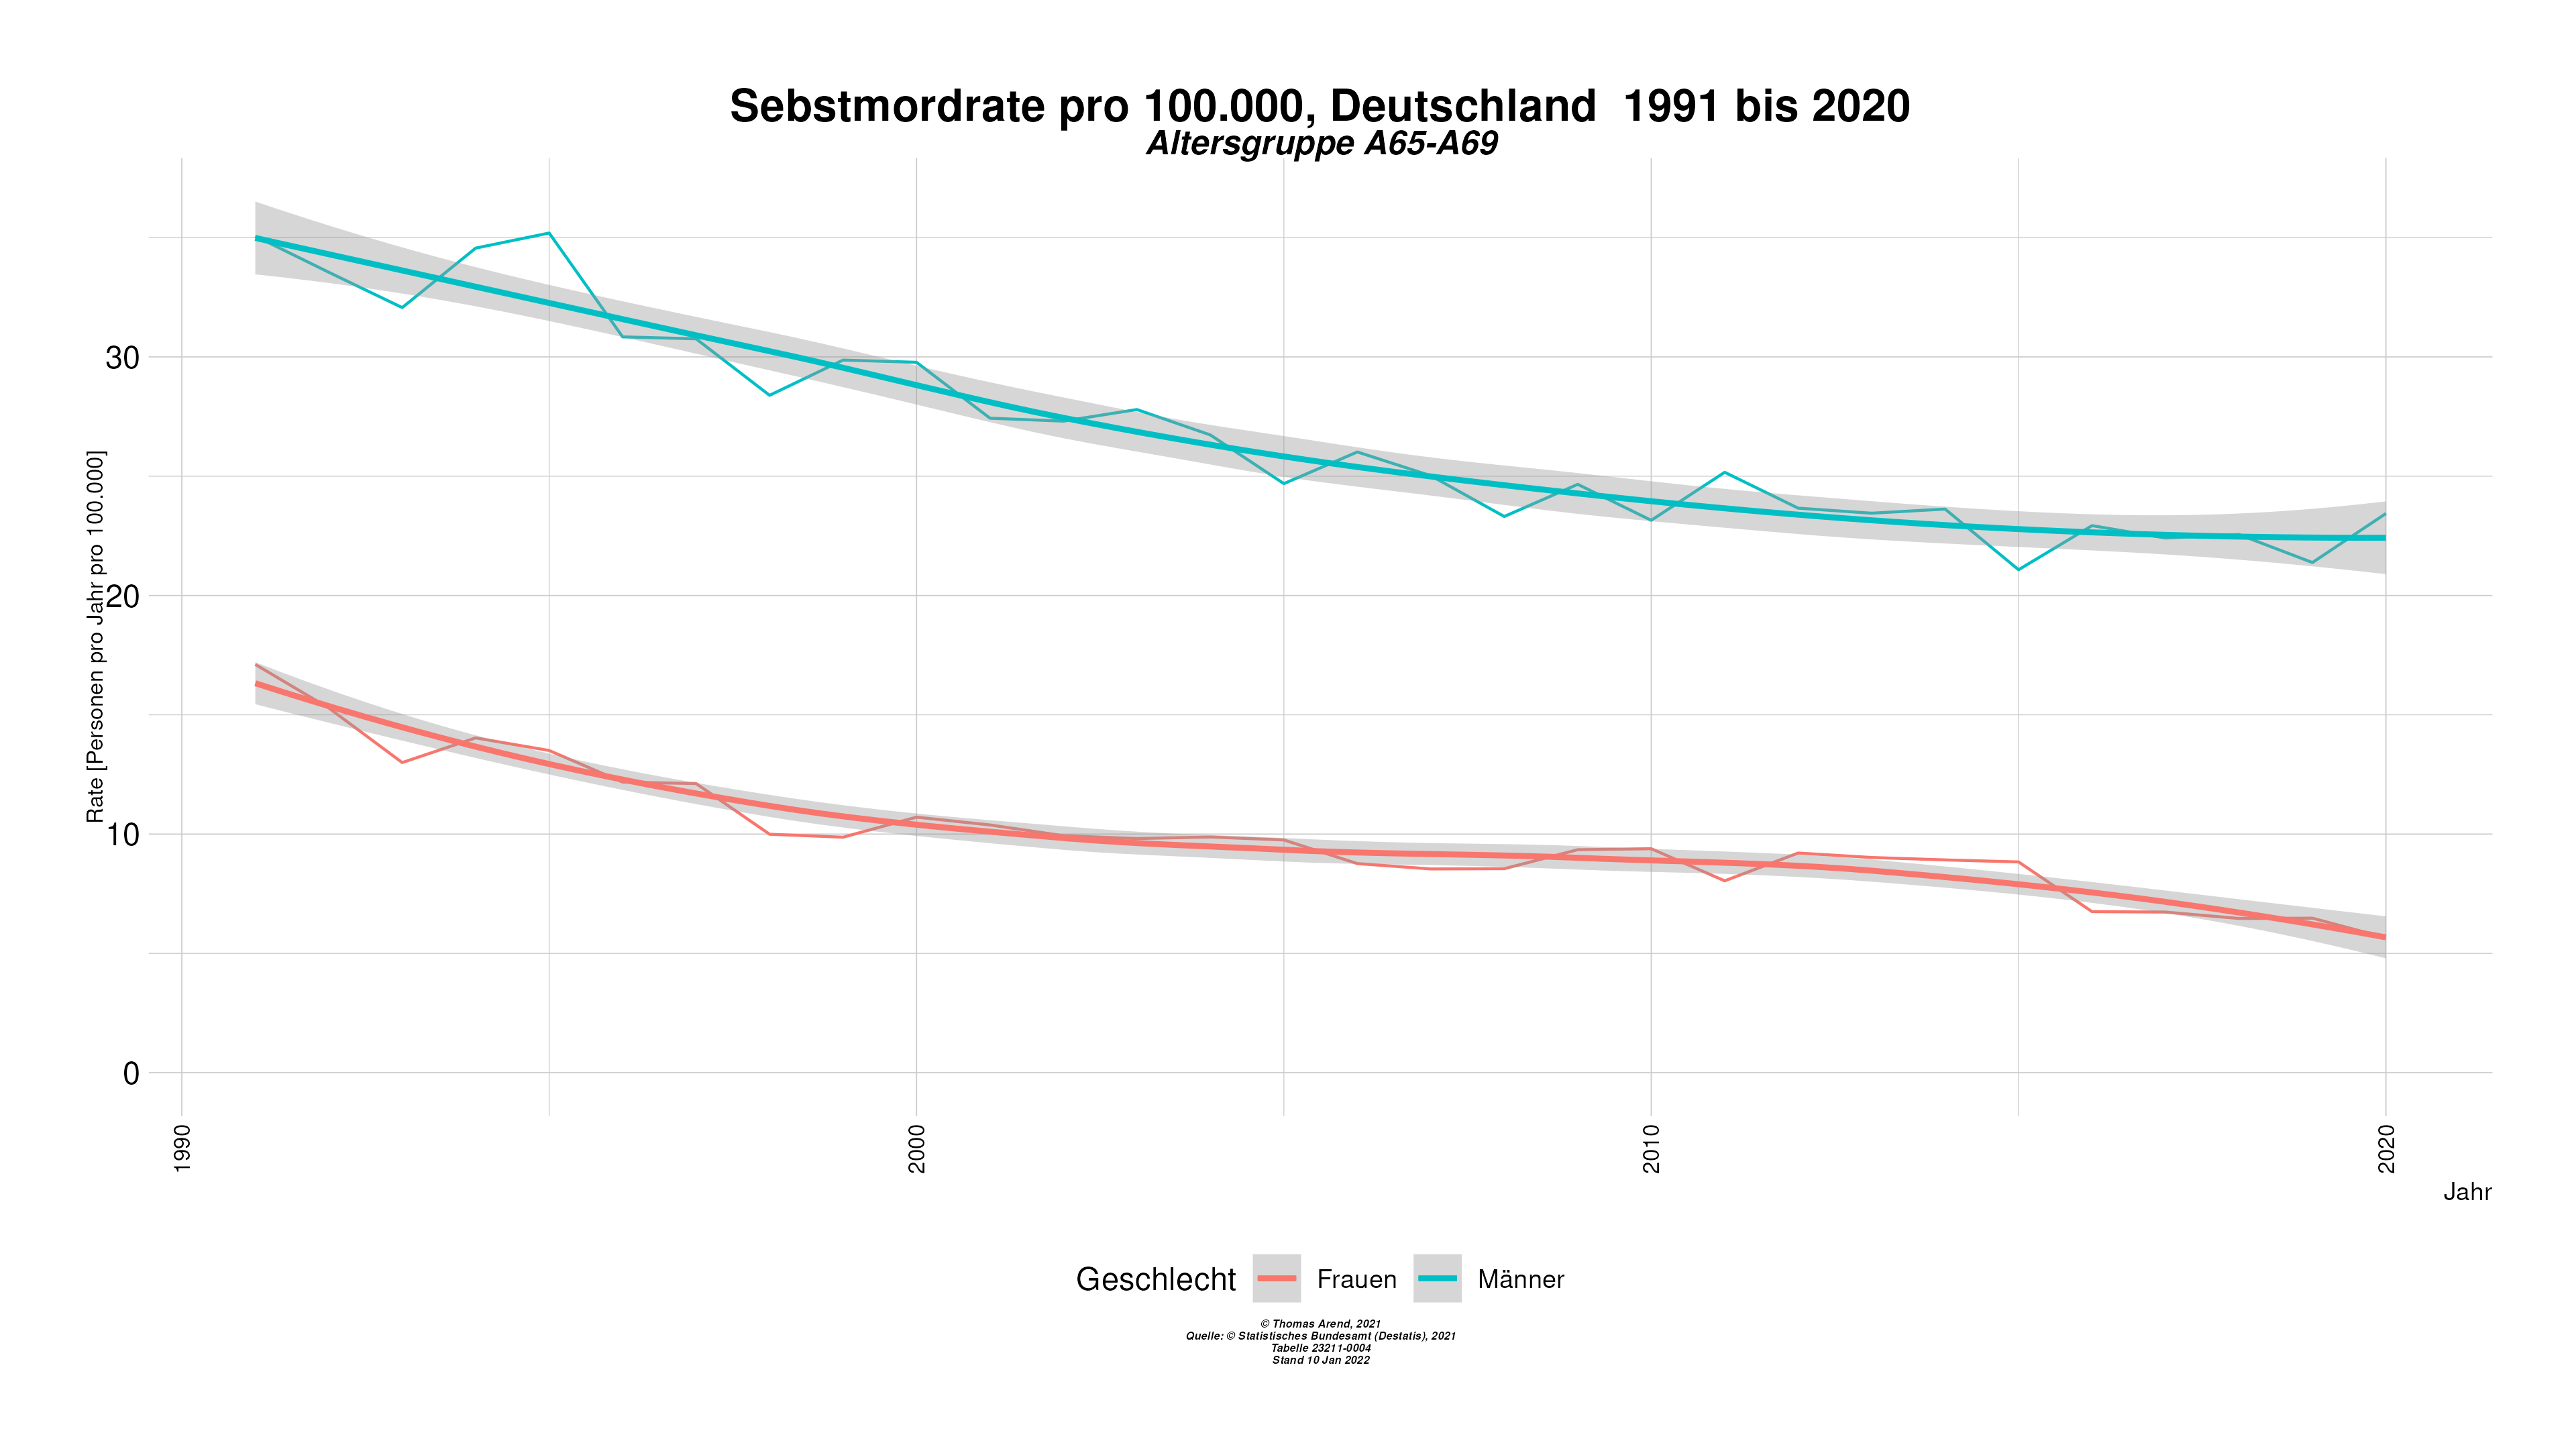 Sebstmordrate pro 100.000, Deutschland  1991 bis 2020
Altersgruppe A65-A69
Rate [Personen pro Jahr pro 100.000]
30
20
10
0
1990
2000
2010
2020
Jahr
Geschlecht Frauen Männer
© Thomas Arend, 2021
Quelle: © Statistisches Bundesamt (Destatis), 2021
Tabelle 23211-0004
Stand 10 Jan 2022